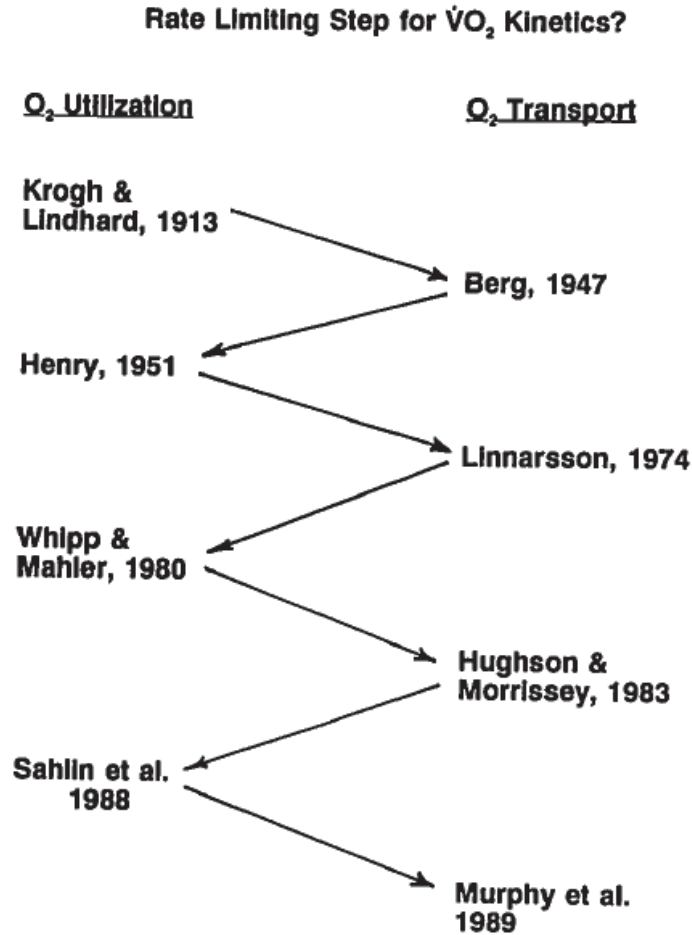 Rate Limiting Step for V̇O₂ Kinetics?
O₂ Utilization
O₂ Transport
Krogh &
Lindhard, 1913
Berg, 1947
Henry, 1951
Linnarsson, 1974
Whipp &
Mahler, 1980
Hughson &
Morrissey, 1983
Sahlin et al.
1988
Murphy et al.
1989